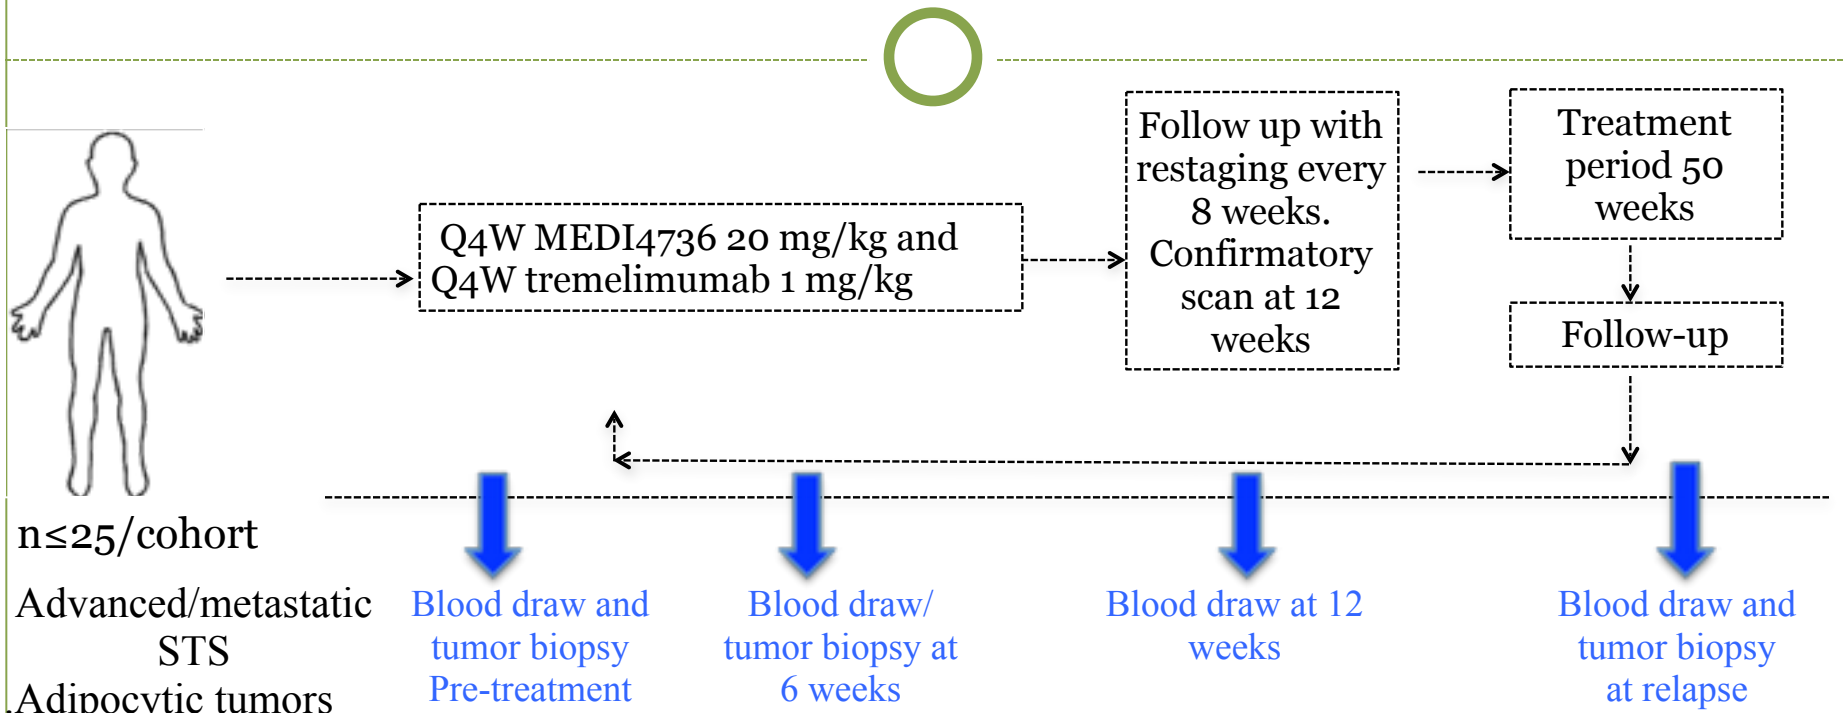 Q4W MEDI4736 20 mg/kg and
Q4W tremelimumab 1 mg/kg
Follow up with
restaging every
8 weeks.
Confirmatory
scan at 12
weeks
Treatment
period 50
weeks
Follow-up
n≤25/cohort
Advanced/metastatic
STS
.Adipocytic tumors
Blood draw and
tumor biopsy
Pre-treatment
Blood draw/
tumor biopsy at
6 weeks
Blood draw at 12
weeks
Blood draw and
tumor biopsy
at relapse